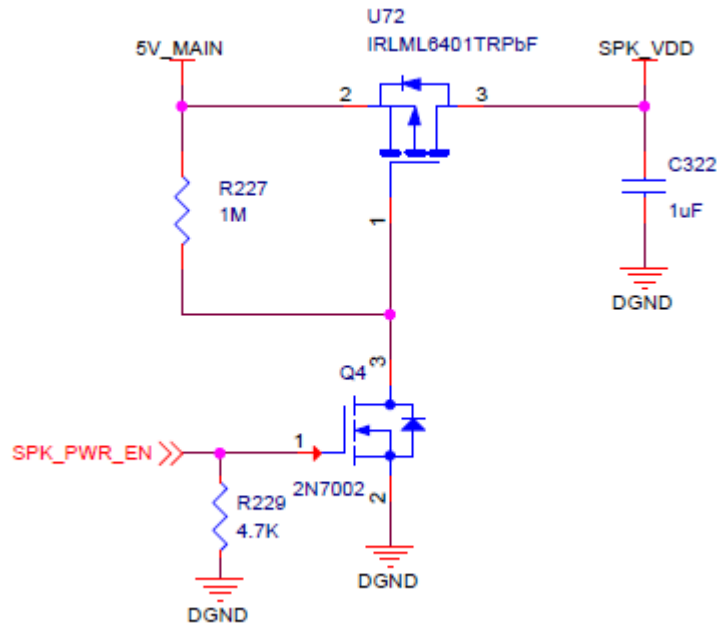 U72
5V_MAIN
IRLML6401TRPbF
SPK_VDD
2
3
R227
1M
C322
1uF
1
DGND
3
Q4
SPK_PWR_EN
1
2N7002
2
R229
4.7K
DGND
DGND